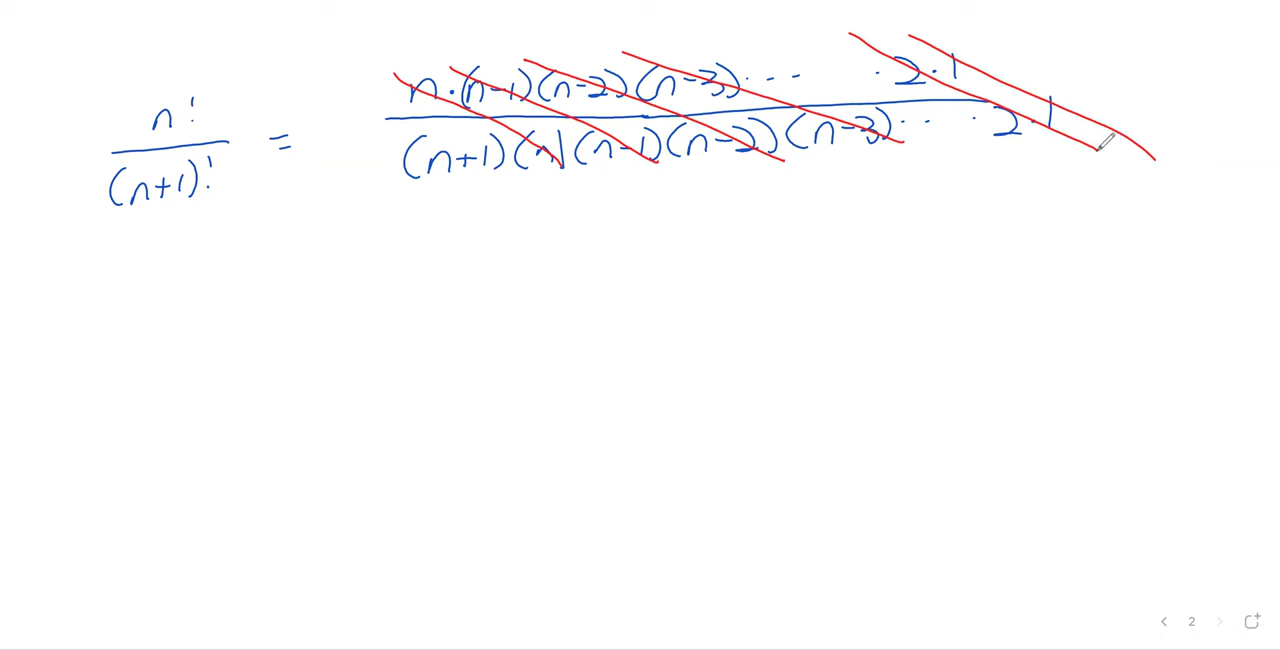 n! / (n+1)! = n·(n-1)(n-2)(n-3)··· ·2·1 / (n+1)(n)(n-1)(n-2)(n-3)··· ·2·1
2